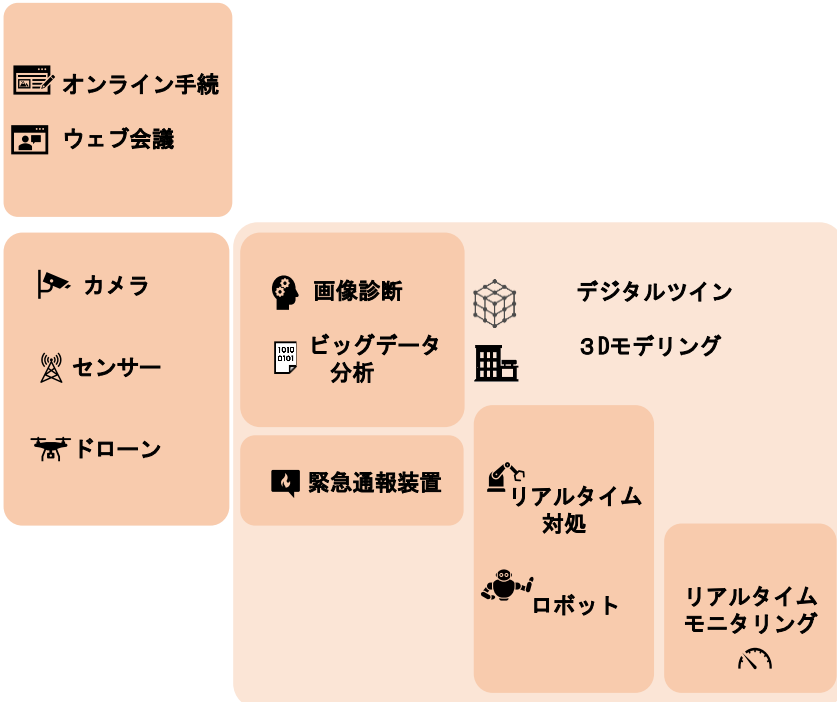 オンライン手続
ウェブ会議
カメラ
センサー
ドローン
画像診断
1010
0101
ビッグデータ
分析
緊急通報装置
デジタルツイン
３Dモデリング
リアルタイム
対処
ロボット
リアルタイム
モニタリング